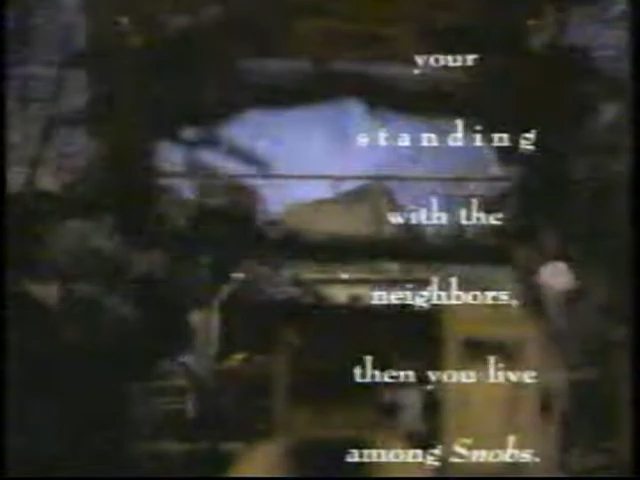 your
standing
with the
neighbors,
then you live
among Snobs.